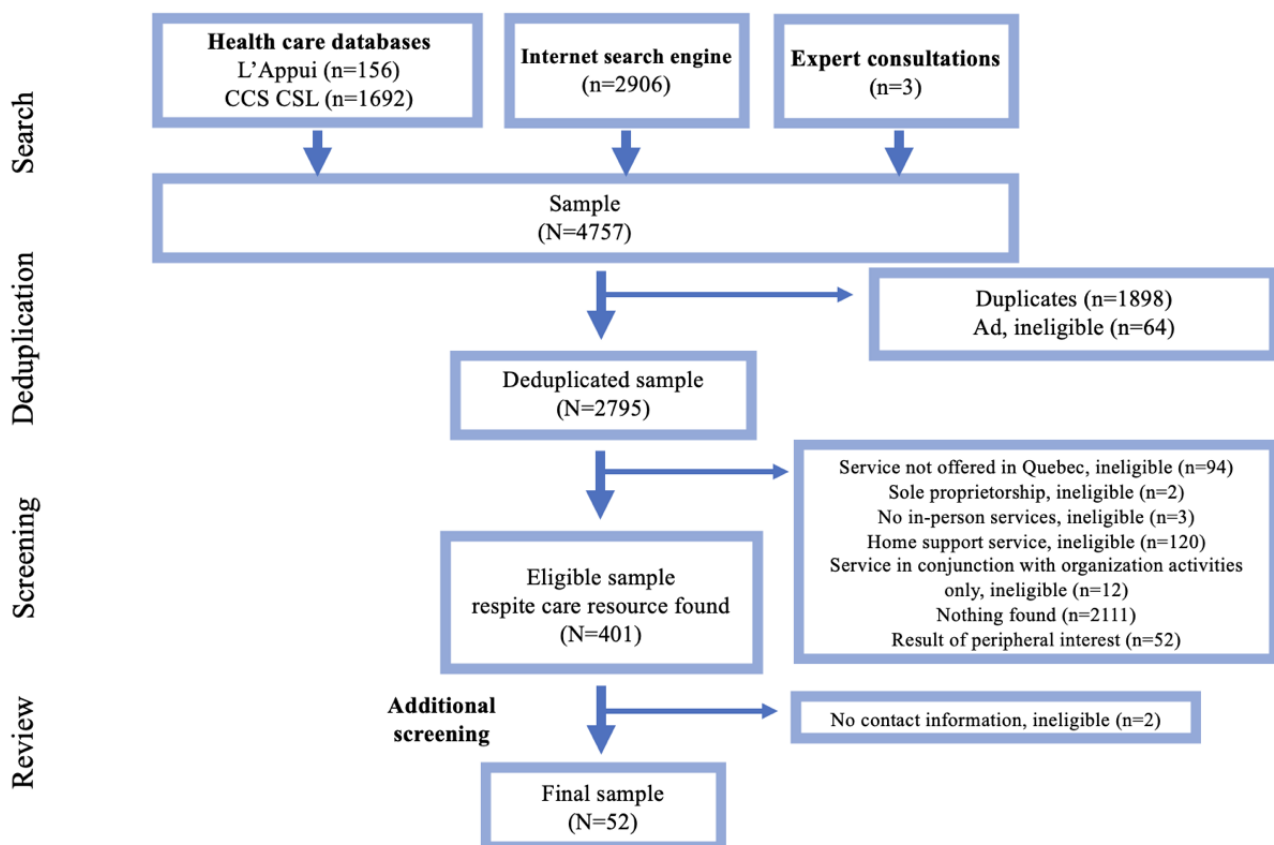 Search
Health care databases
L’Appui (n=156)
CCS CSL (n=1692)
Internet search engine
(n=2906)
Expert consultations
(n=3)
Sample
(N=4757)
Deduplication
Duplicates (n=1898)
Ad, ineligible (n=64)
Deduplicated sample
(N=2795)
Screening
Service not offered in Quebec, ineligible (n=94)
Sole proprietorship, ineligible (n=2)
No in-person services, ineligible (n=3)
Home support service, ineligible (n=120)
Service in conjunction with organization activities
only, ineligible (n=12)
Nothing found (n=2111)
Result of peripheral interest (n=52)
Eligible sample
respite care resource found
(N=401)
Review
Additional
screening
No contact information, ineligible (n=2)
Final sample
(N=52)